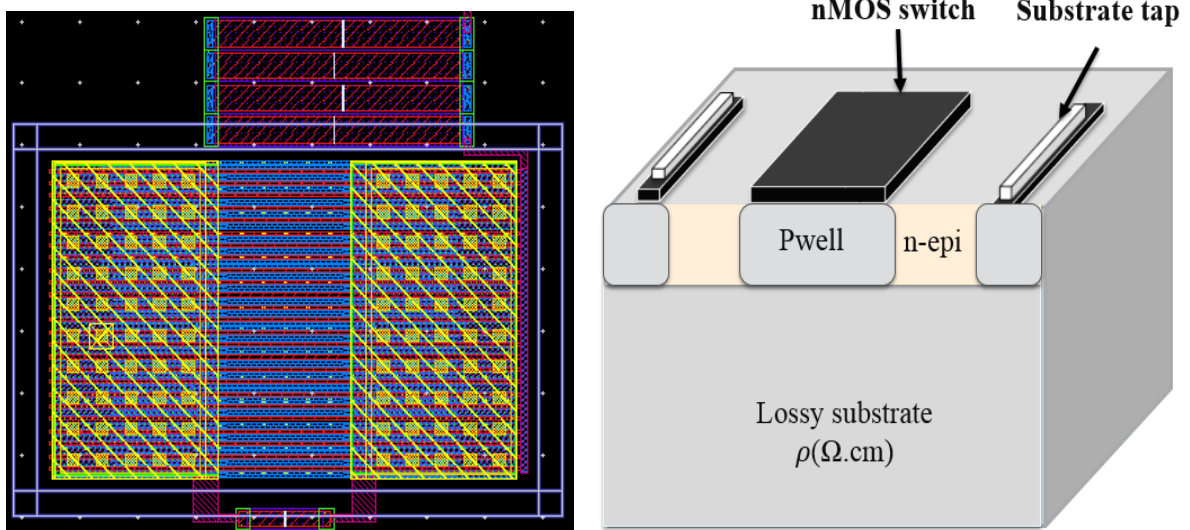 nMOS switch
Substrate tap
Pwell
n-epi
Lossy substrate
ρ(Ω.cm)